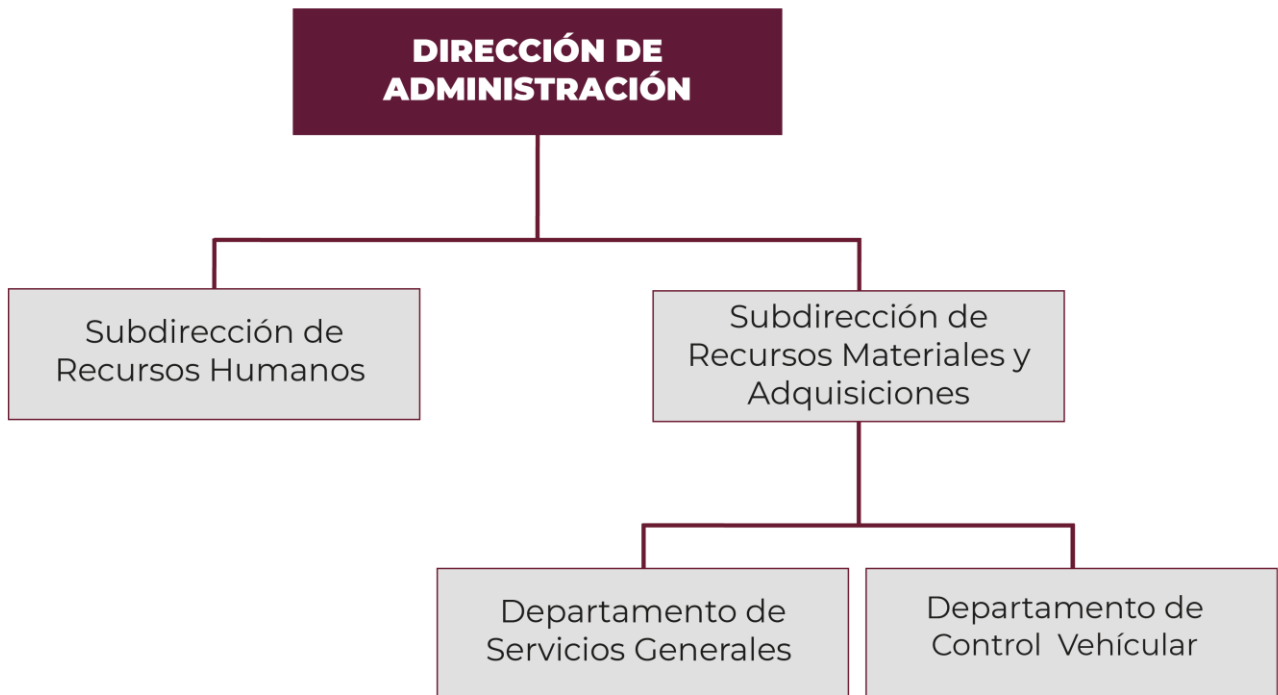 DIRECCIÓN DE
ADMINISTRACIÓN
Subdirección de
Recursos Humanos
Subdirección de
Recursos Materiales y
Adquisiciones
Departamento de
Servicios Generales
Departamento de
Control  Vehícular